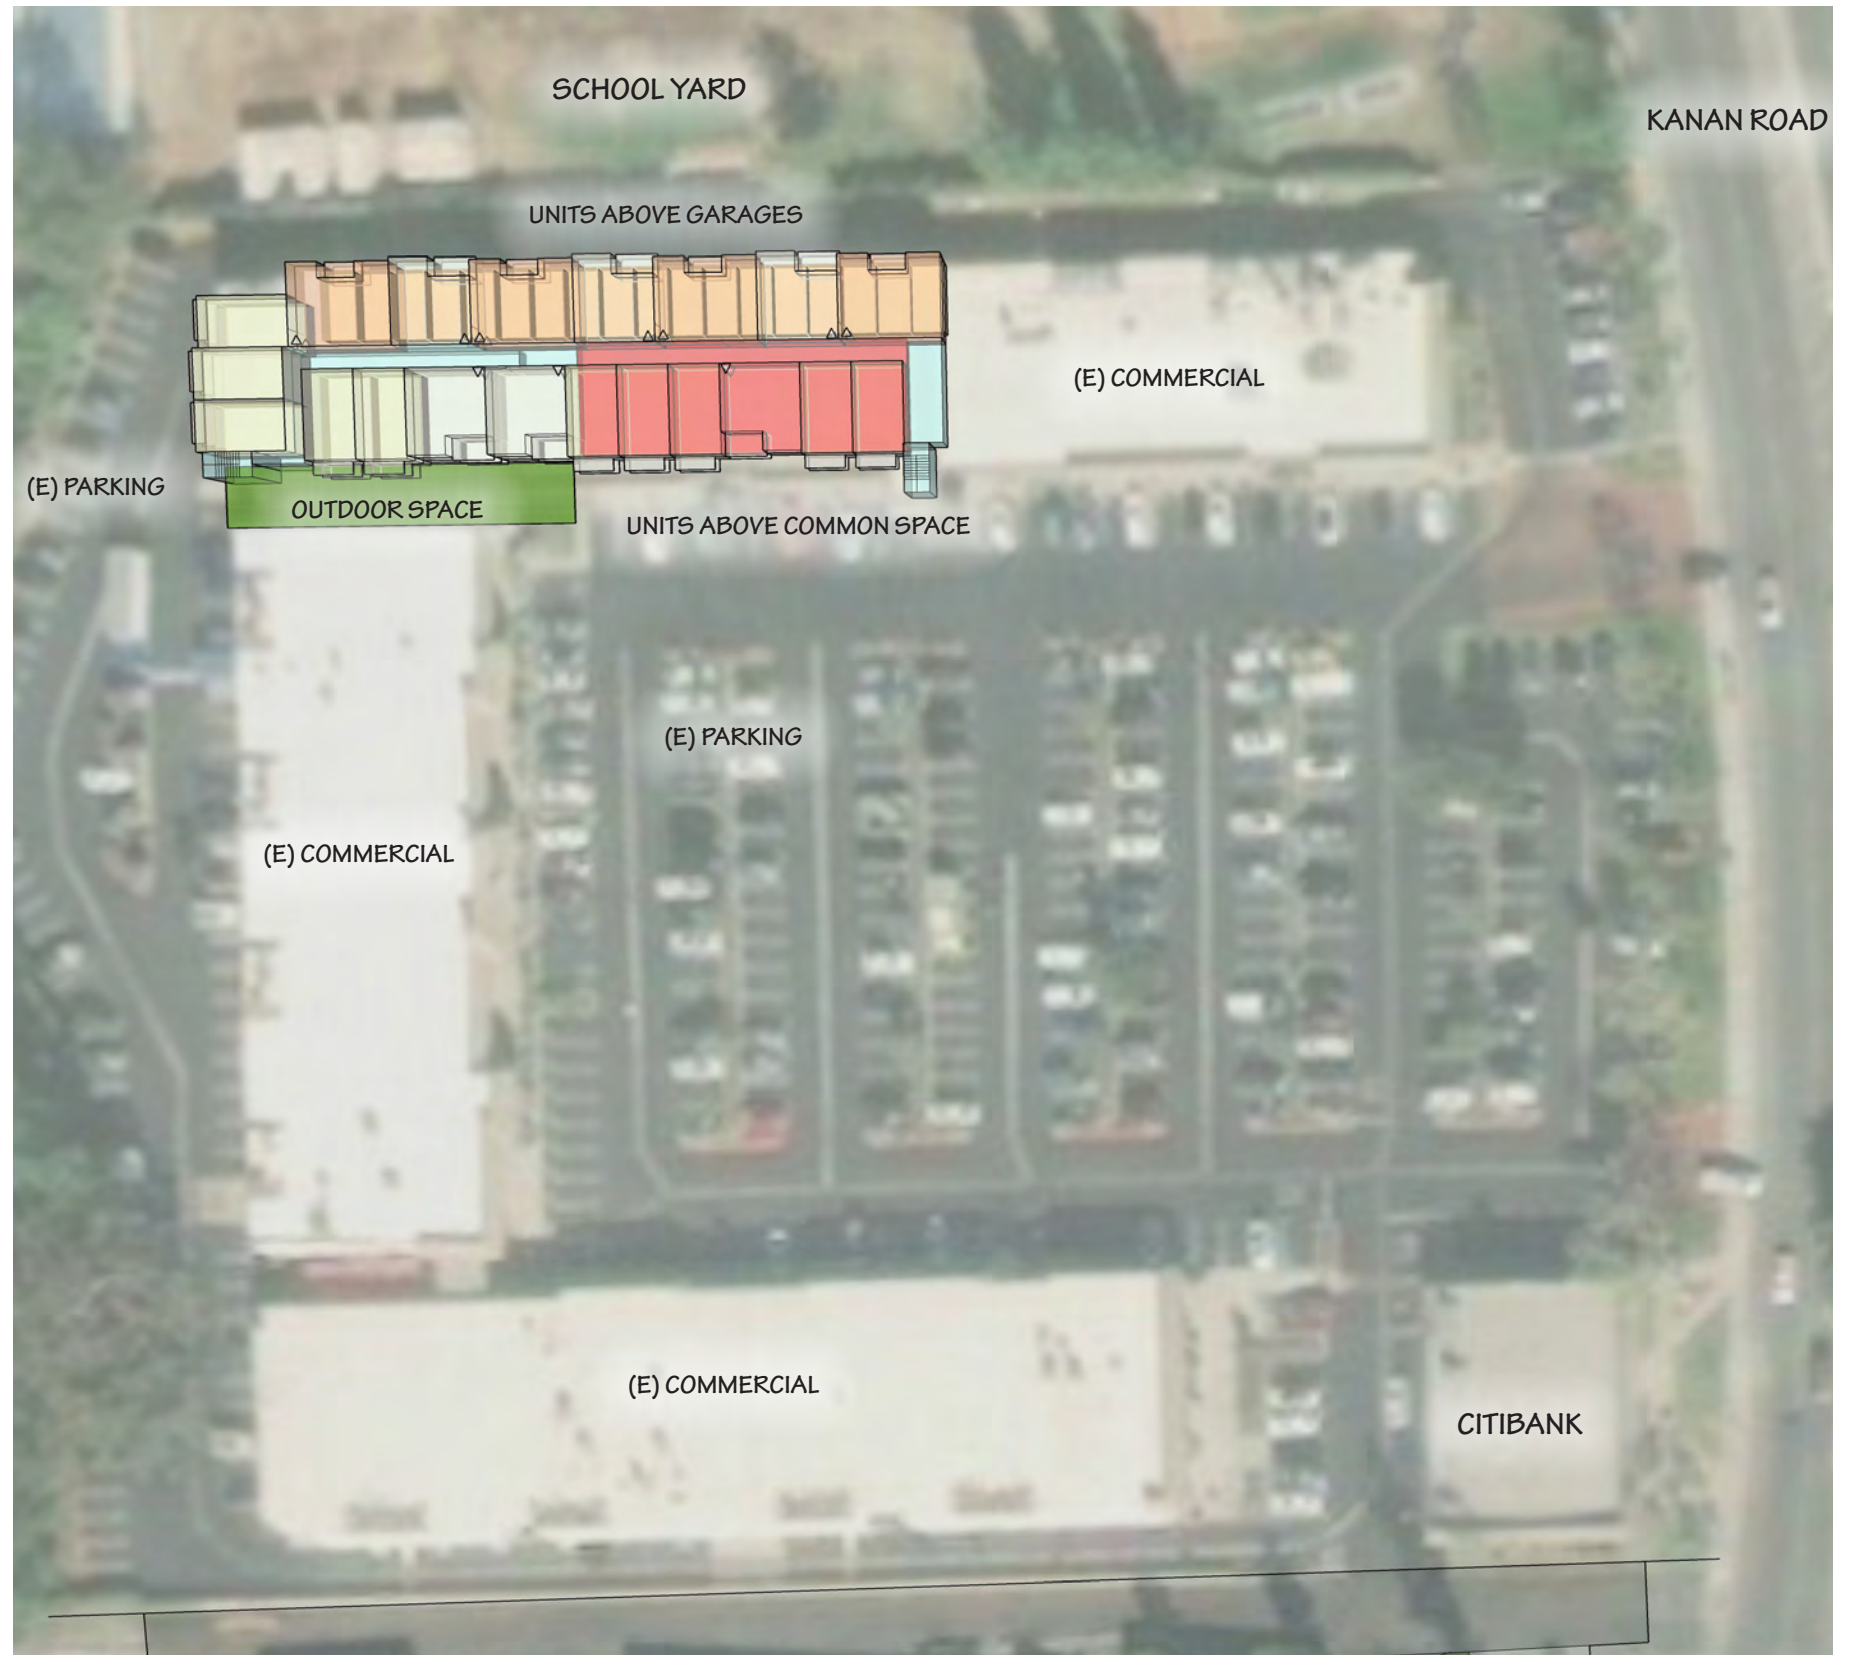 SCHOOL YARD
KANAN ROAD
UNITS ABOVE GARAGES
(E) COMMERCIAL
(E) PARKING
OUTDOOR SPACE
UNITS ABOVE COMMON SPACE
(E) PARKING
(E) COMMERCIAL
(E) COMMERCIAL
CITIBANK